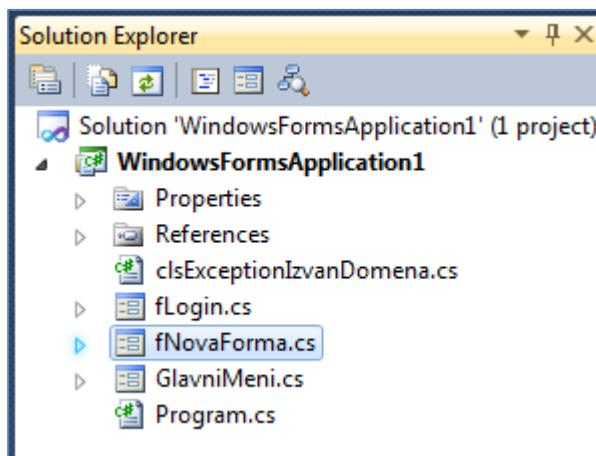 Solution Explorer
Solution 'WindowsFormsApplication1' (1 project)
WindowsFormsApplication1
Properties
References
clsExceptionIzvanDomena.cs
fLogin.cs
fNovaForma.cs
GlavniMeni.cs
Program.cs